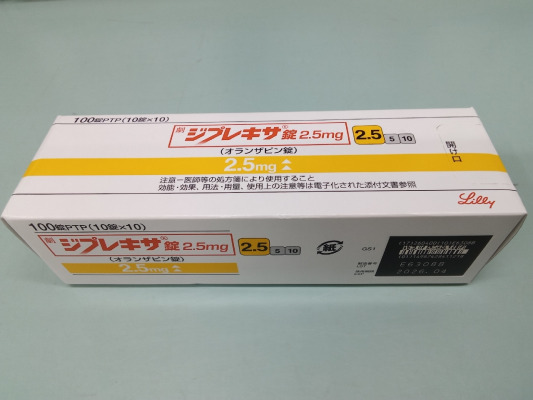 100錠PTP(10錠×10)
劇 ジプレキサ®錠2.5mg 2.5 5 10
(オランザピン錠)
2.5mg
開け口
注意-医師等の処方箋により使用すること
効能・効果、用法・用量、使用上の注意等は電子化された添付文書参照
Lilly
100錠PTP(10錠×10)
劇 ジプレキサ®錠2.5mg 2.5 5 10
(オランザピン錠)
2.5mg
紙
GS1
2026.04